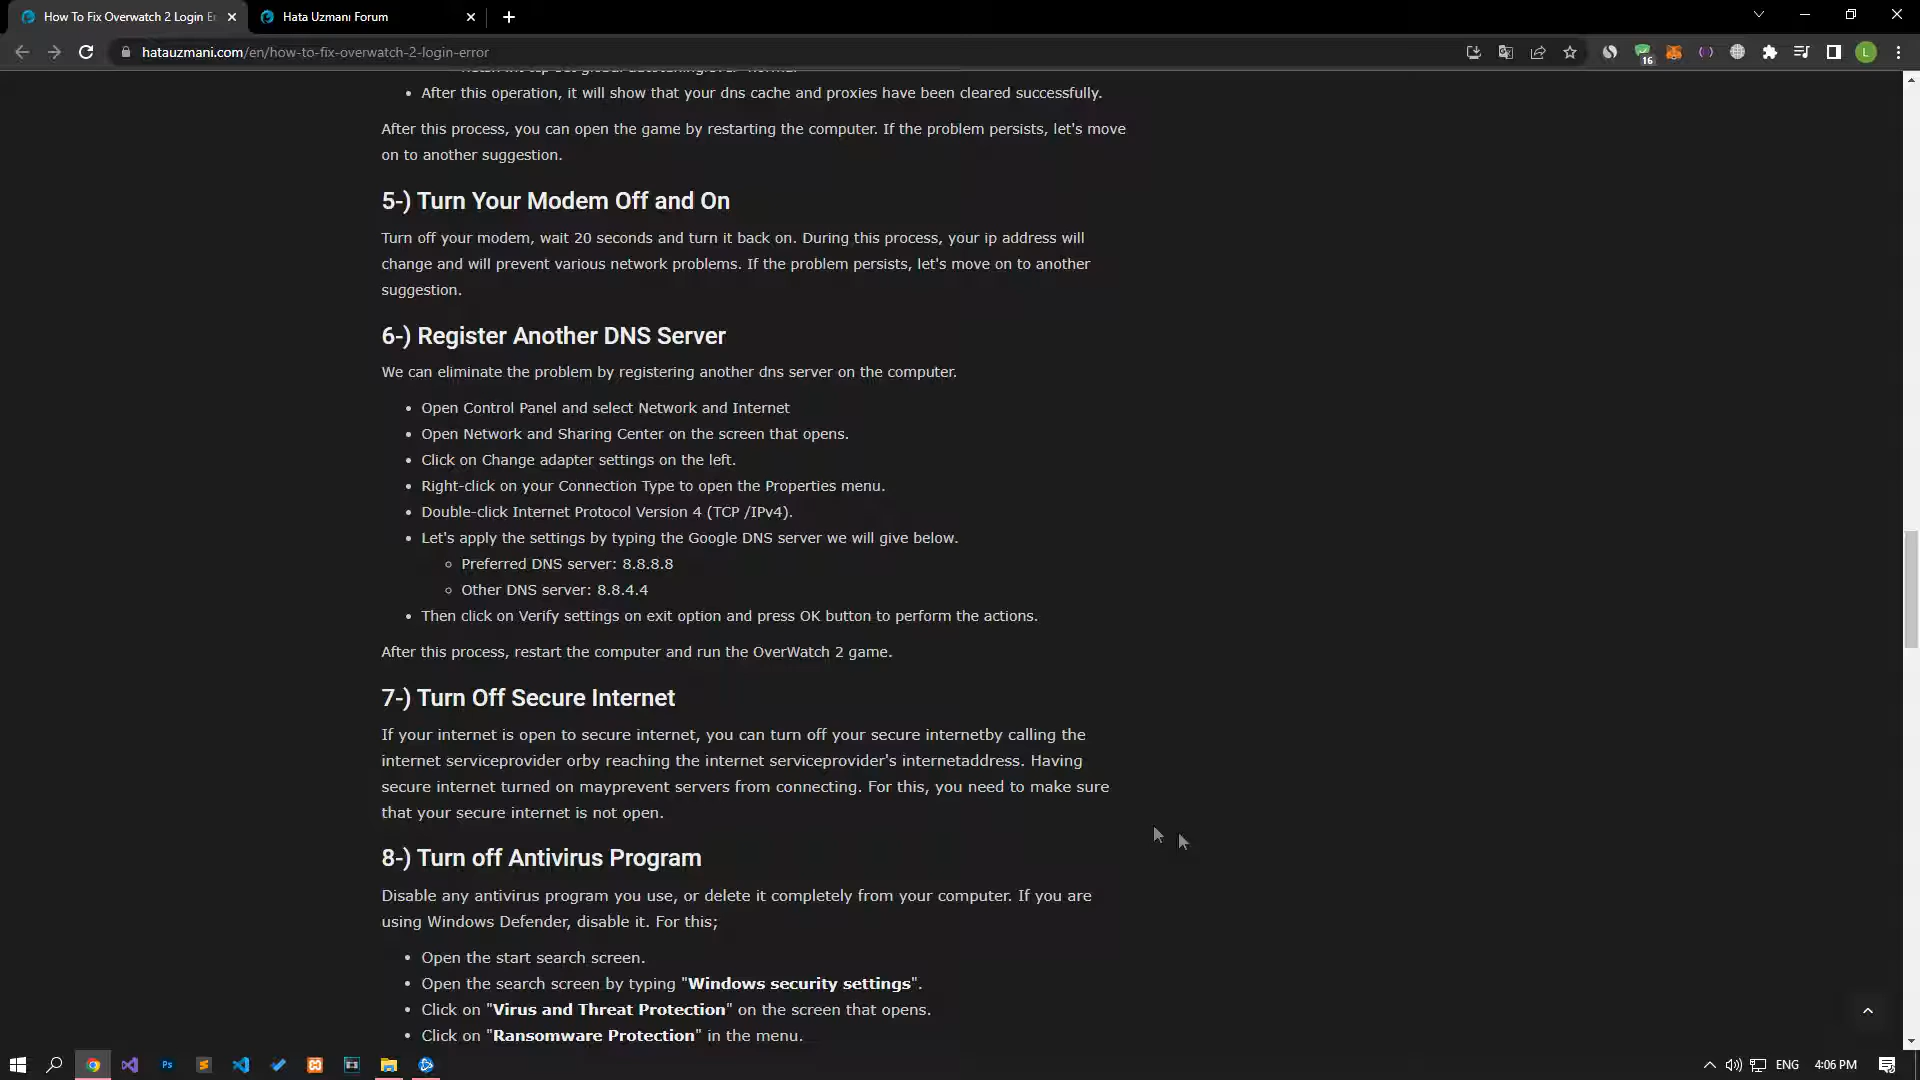 How To Fix Overwatch 2 Login Er
Hata Uzmanı Forum
hatauzmani.com/en/how-to-fix-overwatch-2-login-error
16
L
After this operation, it will show that your dns cache and proxies have been cleared successfully.
After this process, you can open the game by restarting the computer. If the problem persists, let's move
on to another suggestion.
5-) Turn Your Modem Off and On
Turn off your modem, wait 20 seconds and turn it back on. During this process, your ip address will
change and will prevent various network problems. If the problem persists, let's move on to another
suggestion.
6-) Register Another DNS Server
We can eliminate the problem by registering another dns server on the computer.
Open Control Panel and select Network and Internet
Open Network and Sharing Center on the screen that opens.
Click on Change adapter settings on the left.
Right-click on your Connection Type to open the Properties menu.
Double-click Internet Protocol Version 4 (TCP /IPv4).
Let's apply the settings by typing the Google DNS server we will give below.
Preferred DNS server: 8.8.8.8
Other DNS server: 8.8.4.4
Then click on Verify settings on exit option and press OK button to perform the actions.
After this process, restart the computer and run the OverWatch 2 game.
7-) Turn Off Secure Internet
If your internet is open to secure internet, you can turn off your secure internetby calling the
internet serviceprovider orby reaching the internet serviceprovider's internetaddress. Having
secure internet turned on mayprevent servers from connecting. For this, you need to make sure
that your secure internet is not open.
8-) Turn off Antivirus Program
Disable any antivirus program you use, or delete it completely from your computer. If you are
using Windows Defender, disable it. For this;
Open the start search screen.
Open the search screen by typing "Windows security settings".
Click on "Virus and Threat Protection" on the screen that opens.
Click on "Ransomware Protection" in the menu.
Ps
ENG
4:06 PM